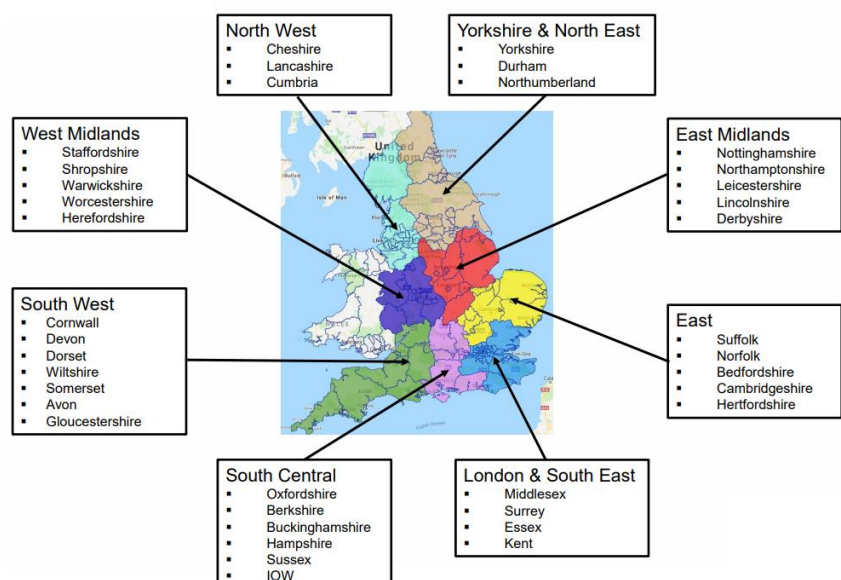 North West
▪ Cheshire
▪ Lancashire
▪ Cumbria
Yorkshire & North East
▪ Yorkshire
▪ Durham
▪ Northumberland
West Midlands
▪ Staffordshire
▪ Shropshire
▪ Warwickshire
▪ Worcestershire
▪ Herefordshire
East Midlands
▪ Nottinghamshire
▪ Northamptonshire
▪ Leicestershire
▪ Lincolnshire
▪ Derbyshire
United
Kingdom
Isle of Man
South West
▪ Cornwall
▪ Devon
▪ Dorset
▪ Wiltshire
▪ Somerset
▪ Avon
▪ Gloucestershire
East
▪ Suffolk
▪ Norfolk
▪ Bedfordshire
▪ Cambridgeshire
▪ Hertfordshire
South Central
▪ Oxfordshire
▪ Berkshire
▪ Buckinghamshire
▪ Hampshire
▪ Sussex
▪ IOW
London & South East
▪ Middlesex
▪ Surrey
▪ Essex
▪ Kent